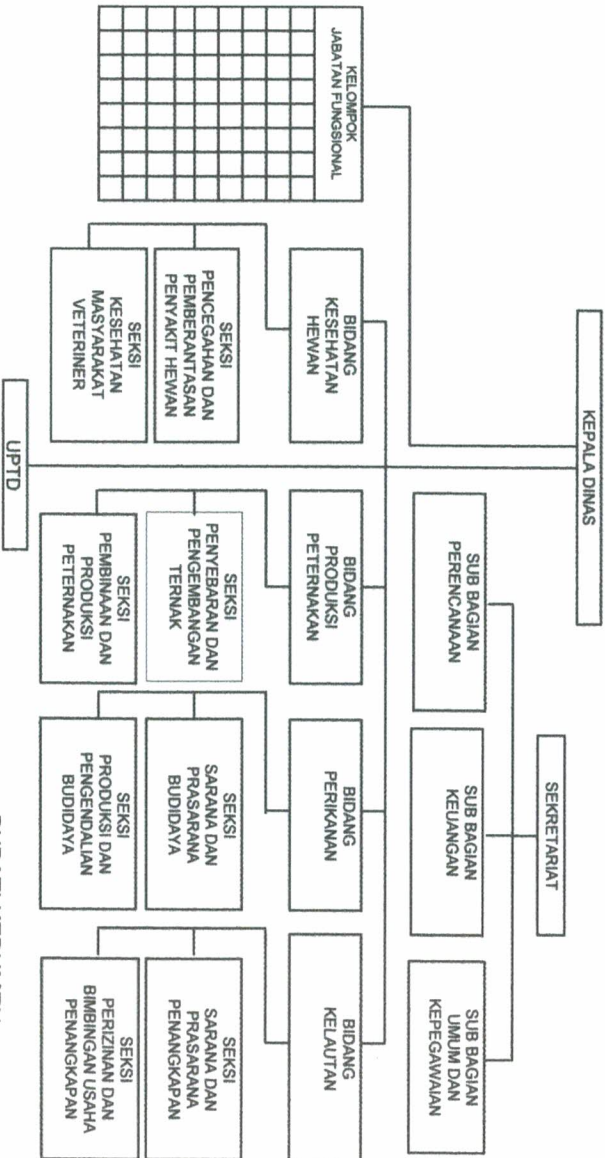 KEPALA DINAS
SEKRETARIAT
SUB BAGIAN
PERENCANAAN
SUB BAGIAN
KEUANGAN
SUB BAGIAN
UMUM DAN
KEPEGAWAIAN
KELOMPOK
JABATAN FUNGSIONAL
BIDANG
KESEHATAN
HEWAN
BIDANG
PRODUKSI
PETERNAKAN
BIDANG
PERIKANAN
BIDANG
KELAUTAN
SEKSI
PENCEGAHAN DAN
PEMBERANTASAN
PENYAKIT HEWAN
SEKSI
PENYEBARAN DAN
PENGEMBANGAN
TERNAK
SEKSI
SARANA DAN
PRASARANA
BUDIDAYA
SEKSI
SARANA DAN
PRASARANA
PENANGKAPAN
SEKSI
KESEHATAN
MASYARAKAT
VETERINER
SEKSI
PEMBINAAN DAN
PRODUKSI
PETERNAKAN
SEKSI
PRODUKSI DAN
PENGENDALIAN
BUDIDAYA
SEKSI
PERIZINAN DAN
BIMBINGAN USAHA
PENANGKAPAN
UPTD